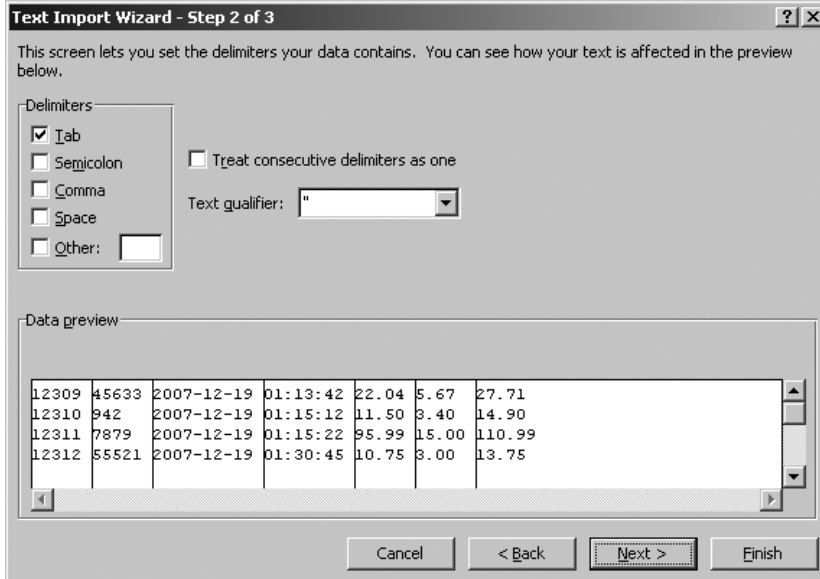 Text Import Wizard - Step 2 of 3
This screen lets you set the delimiters your data contains.  You can see how your text is affected in the preview
below.
Delimiters
Tab
Semicolon
Comma
Space
Other:
Treat consecutive delimiters as one
Text qualifier: "
Data preview
12309 45633 2007-12-19 01:13:42 22.04 5.67 27.71
12310 942 2007-12-19 01:15:12 11.50 3.40 14.90
12311 7879 2007-12-19 01:15:22 95.99 15.00 110.99
12312 55521 2007-12-19 01:30:45 10.75 3.00 13.75
Cancel < Back Next > Finish